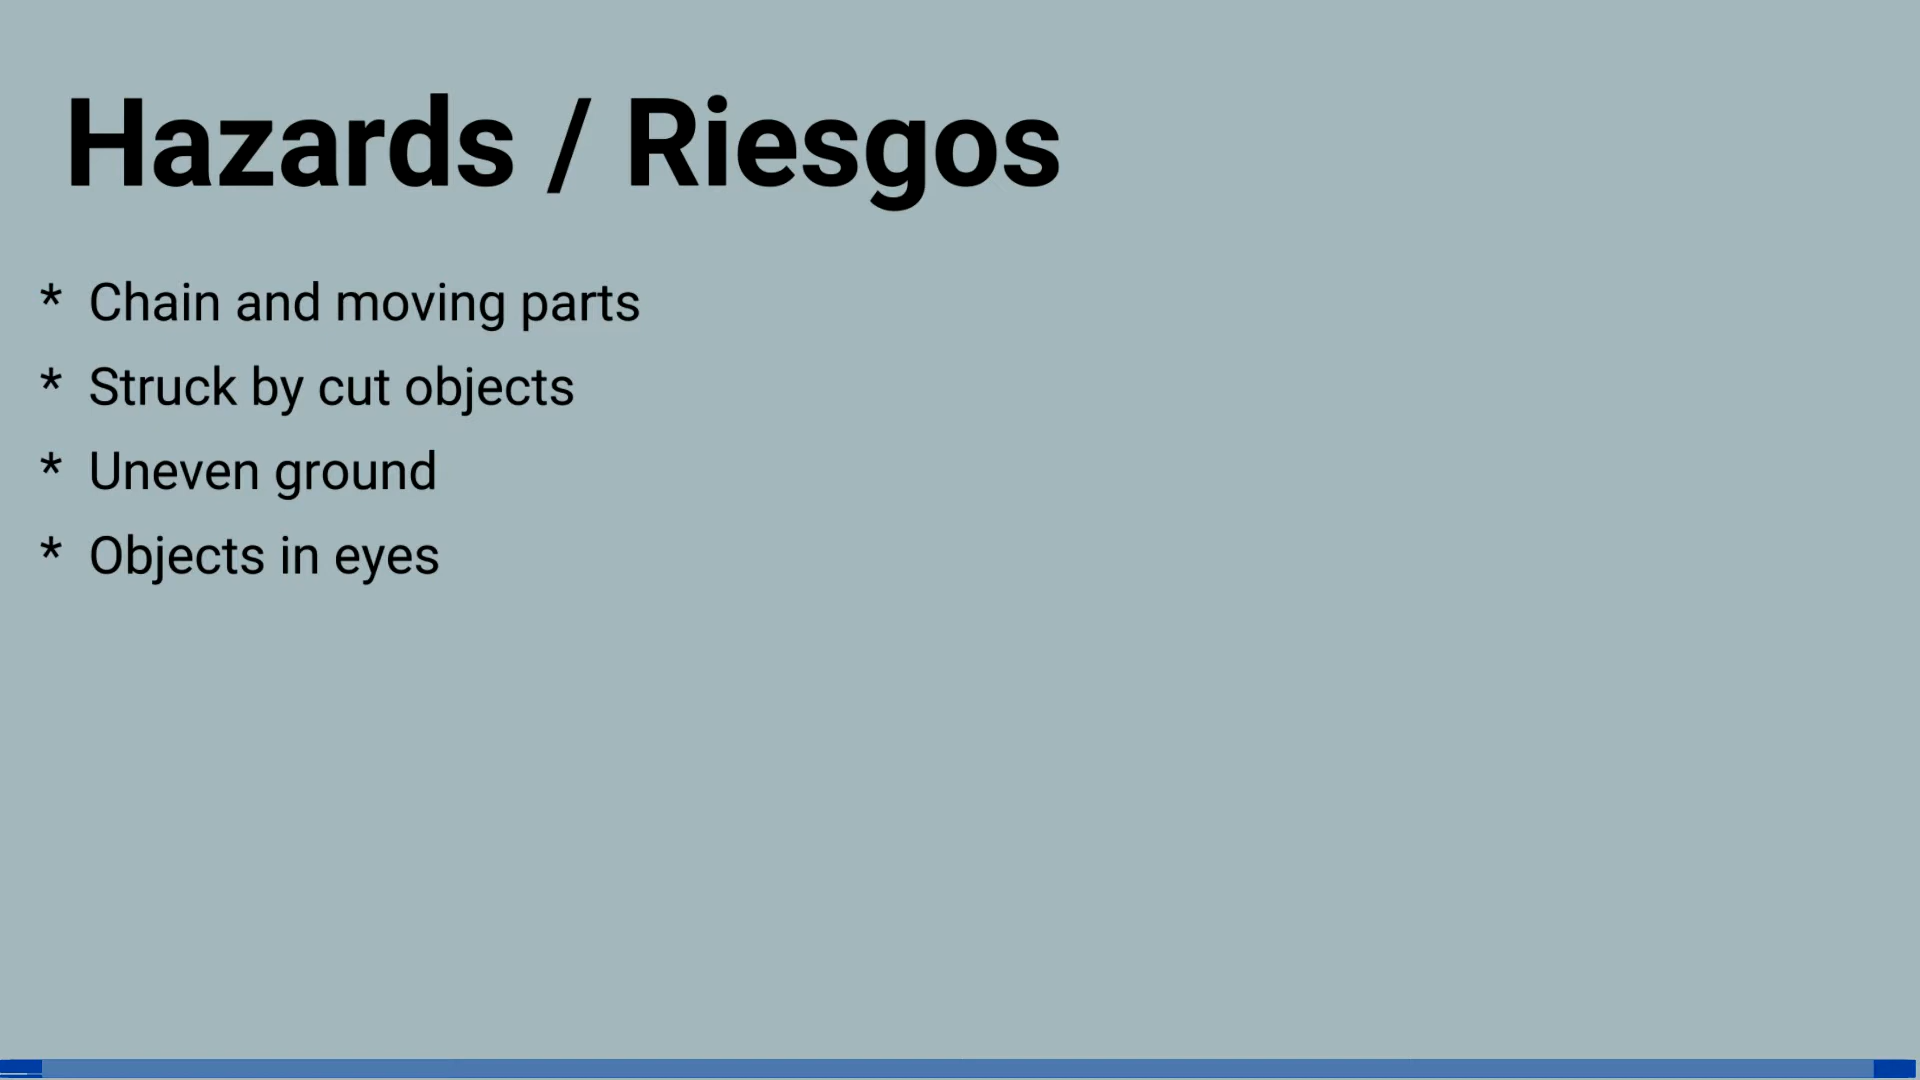 Hazards / Riesgos
* Chain and moving parts
* Struck by cut objects
* Uneven ground
* Objects in eyes